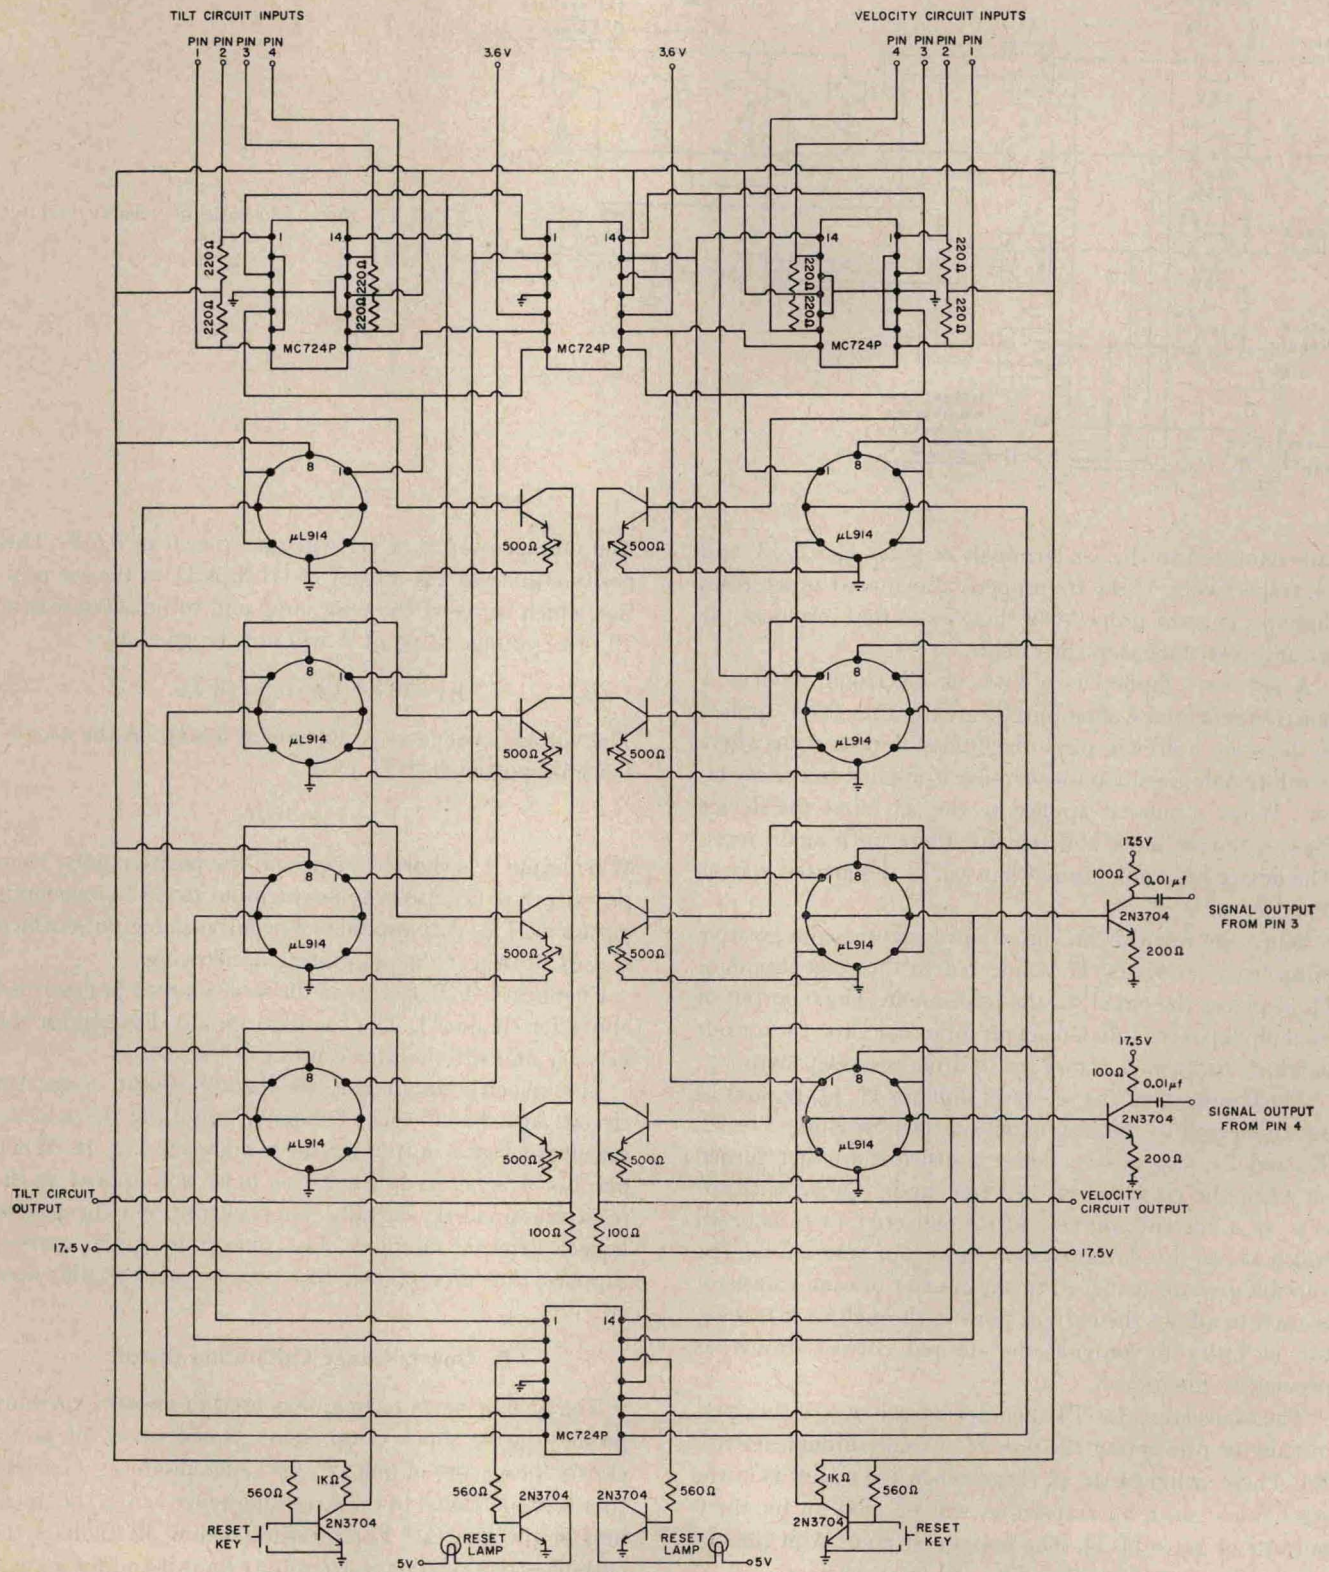 TILT CIRCUIT INPUTS
VELOCITY CIRCUIT INPUTS
PIN 1
PIN 2
PIN 3
PIN 4
3.6 V
3.6 V
PIN 4
PIN 3
PIN 2
PIN 1
1
14
1
14
14
1
220Ω
220Ω
220Ω
220Ω
220Ω
220Ω
220Ω
220Ω
MC724P
MC724P
MC724P
8
1
µL914
500Ω
500Ω
8
1
µL914
8
1
µL914
500Ω
500Ω
8
1
µL914
8
1
µL914
500Ω
500Ω
8
1
µL914
17.5V
100Ω
0.01µf
2N3704
200Ω
SIGNAL OUTPUT
FROM PIN 3
8
1
µL914
500Ω
500Ω
8
1
µL914
17.5V
100Ω
0.01µf
2N3704
200Ω
SIGNAL OUTPUT
FROM PIN 4
TILT CIRCUIT
OUTPUT
VELOCITY
CIRCUIT OUTPUT
100Ω
100Ω
17.5V
17.5V
1
14
MC724P
560Ω
1KΩ
2N3704
RESET
KEY
560Ω
2N3704
RESET
LAMP
5V
2N3704
560Ω
RESET
LAMP
5V
1KΩ
560Ω
2N3704
RESET
KEY